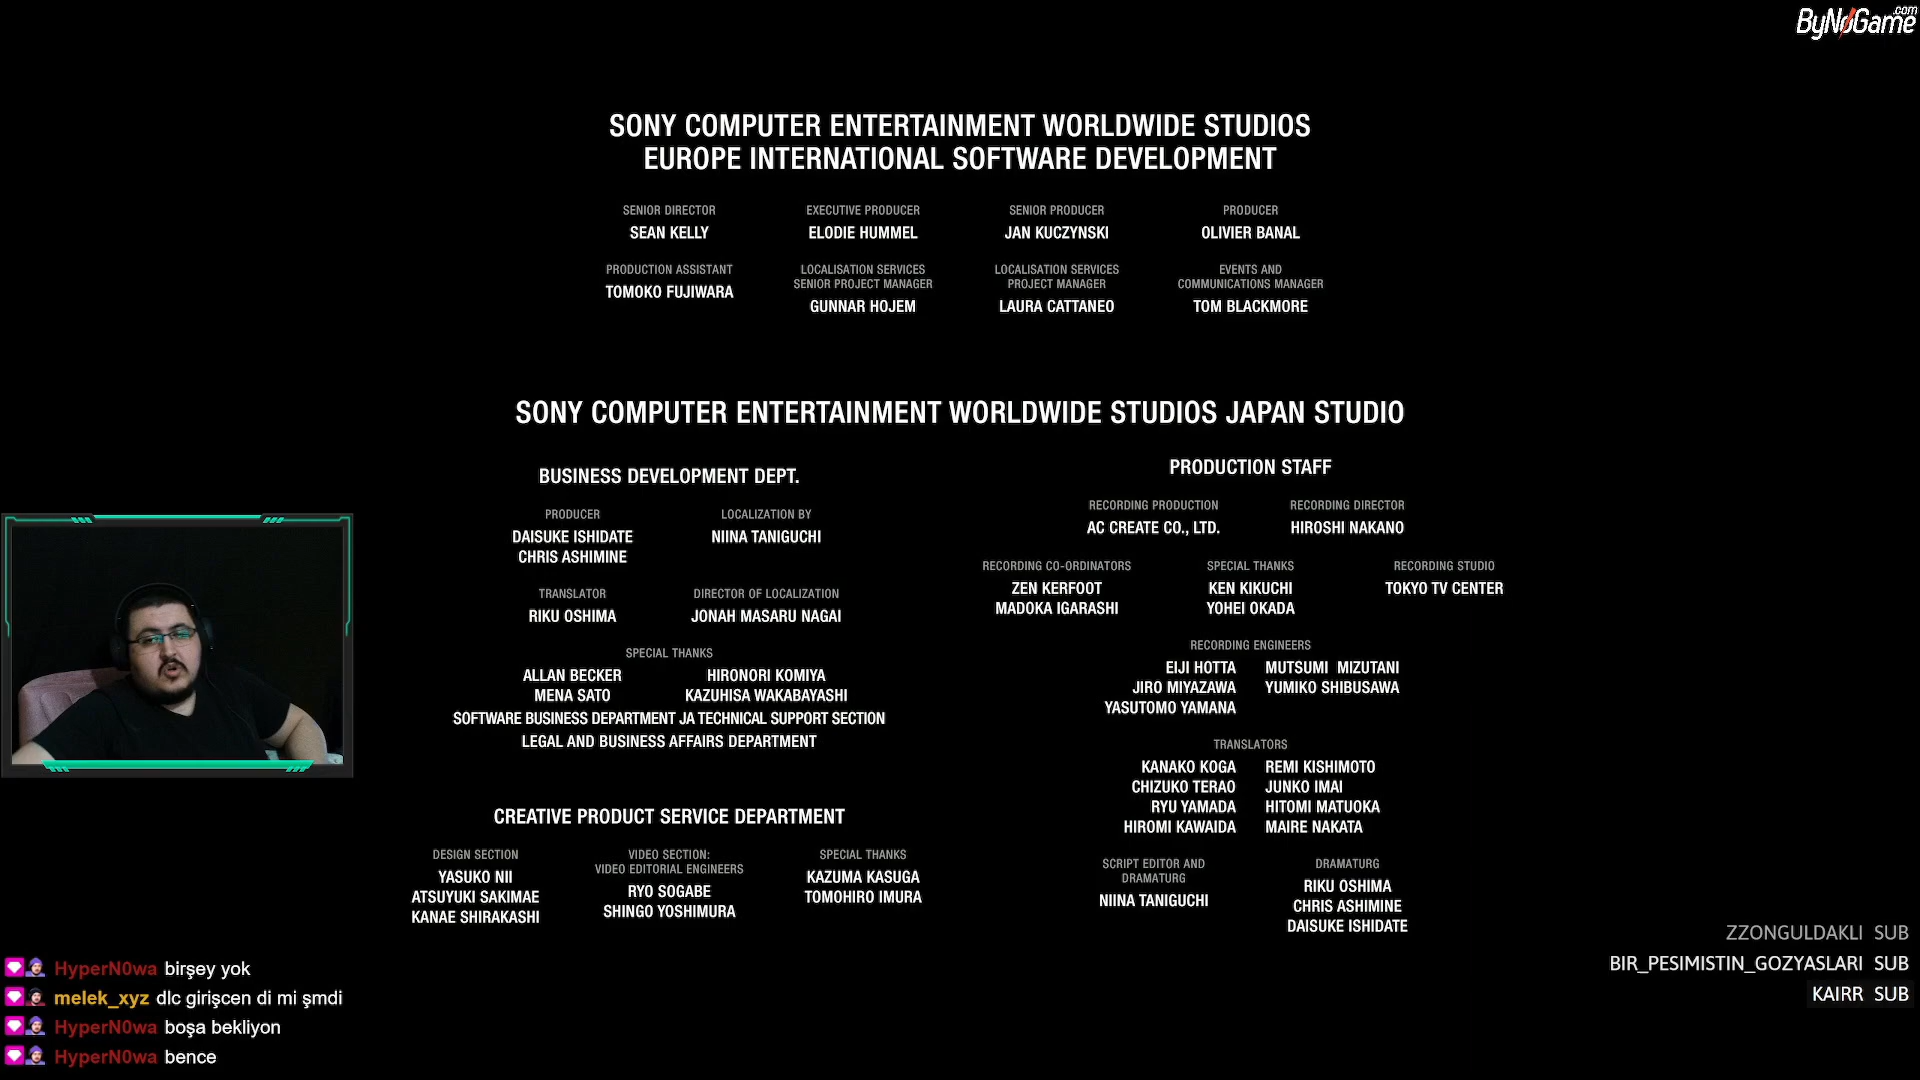 ByNoGame.com
SONY COMPUTER ENTERTAINMENT WORLDWIDE STUDIOS
EUROPE INTERNATIONAL SOFTWARE DEVELOPMENT
SENIOR DIRECTOR
SEAN KELLY
EXECUTIVE PRODUCER
ELODIE HUMMEL
SENIOR PRODUCER
JAN KUCZYNSKI
PRODUCER
OLIVIER BANAL
PRODUCTION ASSISTANT
TOMOKO FUJIWARA
LOCALISATION SERVICES
SENIOR PROJECT MANAGER
GUNNAR HOJEM
LOCALISATION SERVICES
PROJECT MANAGER
LAURA CATTANEO
EVENTS AND
COMMUNICATIONS MANAGER
TOM BLACKMORE
SONY COMPUTER ENTERTAINMENT WORLDWIDE STUDIOS JAPAN STUDIO
BUSINESS DEVELOPMENT DEPT.
PRODUCER
DAISUKE ISHIDATE
CHRIS ASHIMINE
LOCALIZATION BY
NIINA TANIGUCHI
TRANSLATOR
RIKU OSHIMA
DIRECTOR OF LOCALIZATION
JONAH MASARU NAGAI
SPECIAL THANKS
ALLAN BECKER
MENA SATO
HIRONORI KOMIYA
KAZUHISA WAKABAYASHI
SOFTWARE BUSINESS DEPARTMENT JA TECHNICAL SUPPORT SECTION
LEGAL AND BUSINESS AFFAIRS DEPARTMENT
CREATIVE PRODUCT SERVICE DEPARTMENT
DESIGN SECTION
YASUKO NII
ATSUYUKI SAKIMAE
KANAE SHIRAKASHI
VIDEO SECTION:
VIDEO EDITORIAL ENGINEERS
RYO SOGABE
SHINGO YOSHIMURA
SPECIAL THANKS
KAZUMA KASUGA
TOMOHIRO IMURA
PRODUCTION STAFF
RECORDING PRODUCTION
AC CREATE CO., LTD.
RECORDING DIRECTOR
HIROSHI NAKANO
RECORDING CO-ORDINATORS
ZEN KERFOOT
MADOKA IGARASHI
SPECIAL THANKS
KEN KIKUCHI
YOHEI OKADA
RECORDING STUDIO
TOKYO TV CENTER
RECORDING ENGINEERS
EIJI HOTTA
JIRO MIYAZAWA
YASUTOMO YAMANA
MUTSUMI MIZUTANI
YUMIKO SHIBUSAWA
TRANSLATORS
KANAKO KOGA
CHIZUKO TERAO
RYU YAMADA
HIROMI KAWAIDA
REMI KISHIMOTO
JUNKO IMAI
HITOMI MATUOKA
MAIRE NAKATA
SCRIPT EDITOR AND
DRAMATURG
NIINA TANIGUCHI
DRAMATURG
RIKU OSHIMA
CHRIS ASHIMINE
DAISUKE ISHIDATE
HyperN0wa birşey yok
melek_xyz dlc girişcen di mi şmdi
HyperN0wa boşa bekliyon
HyperN0wa bence
ZZONGULDAKLI SUB
BIR_PESIMISTIN_GOZYASLARI SUB
KAIRR SUB